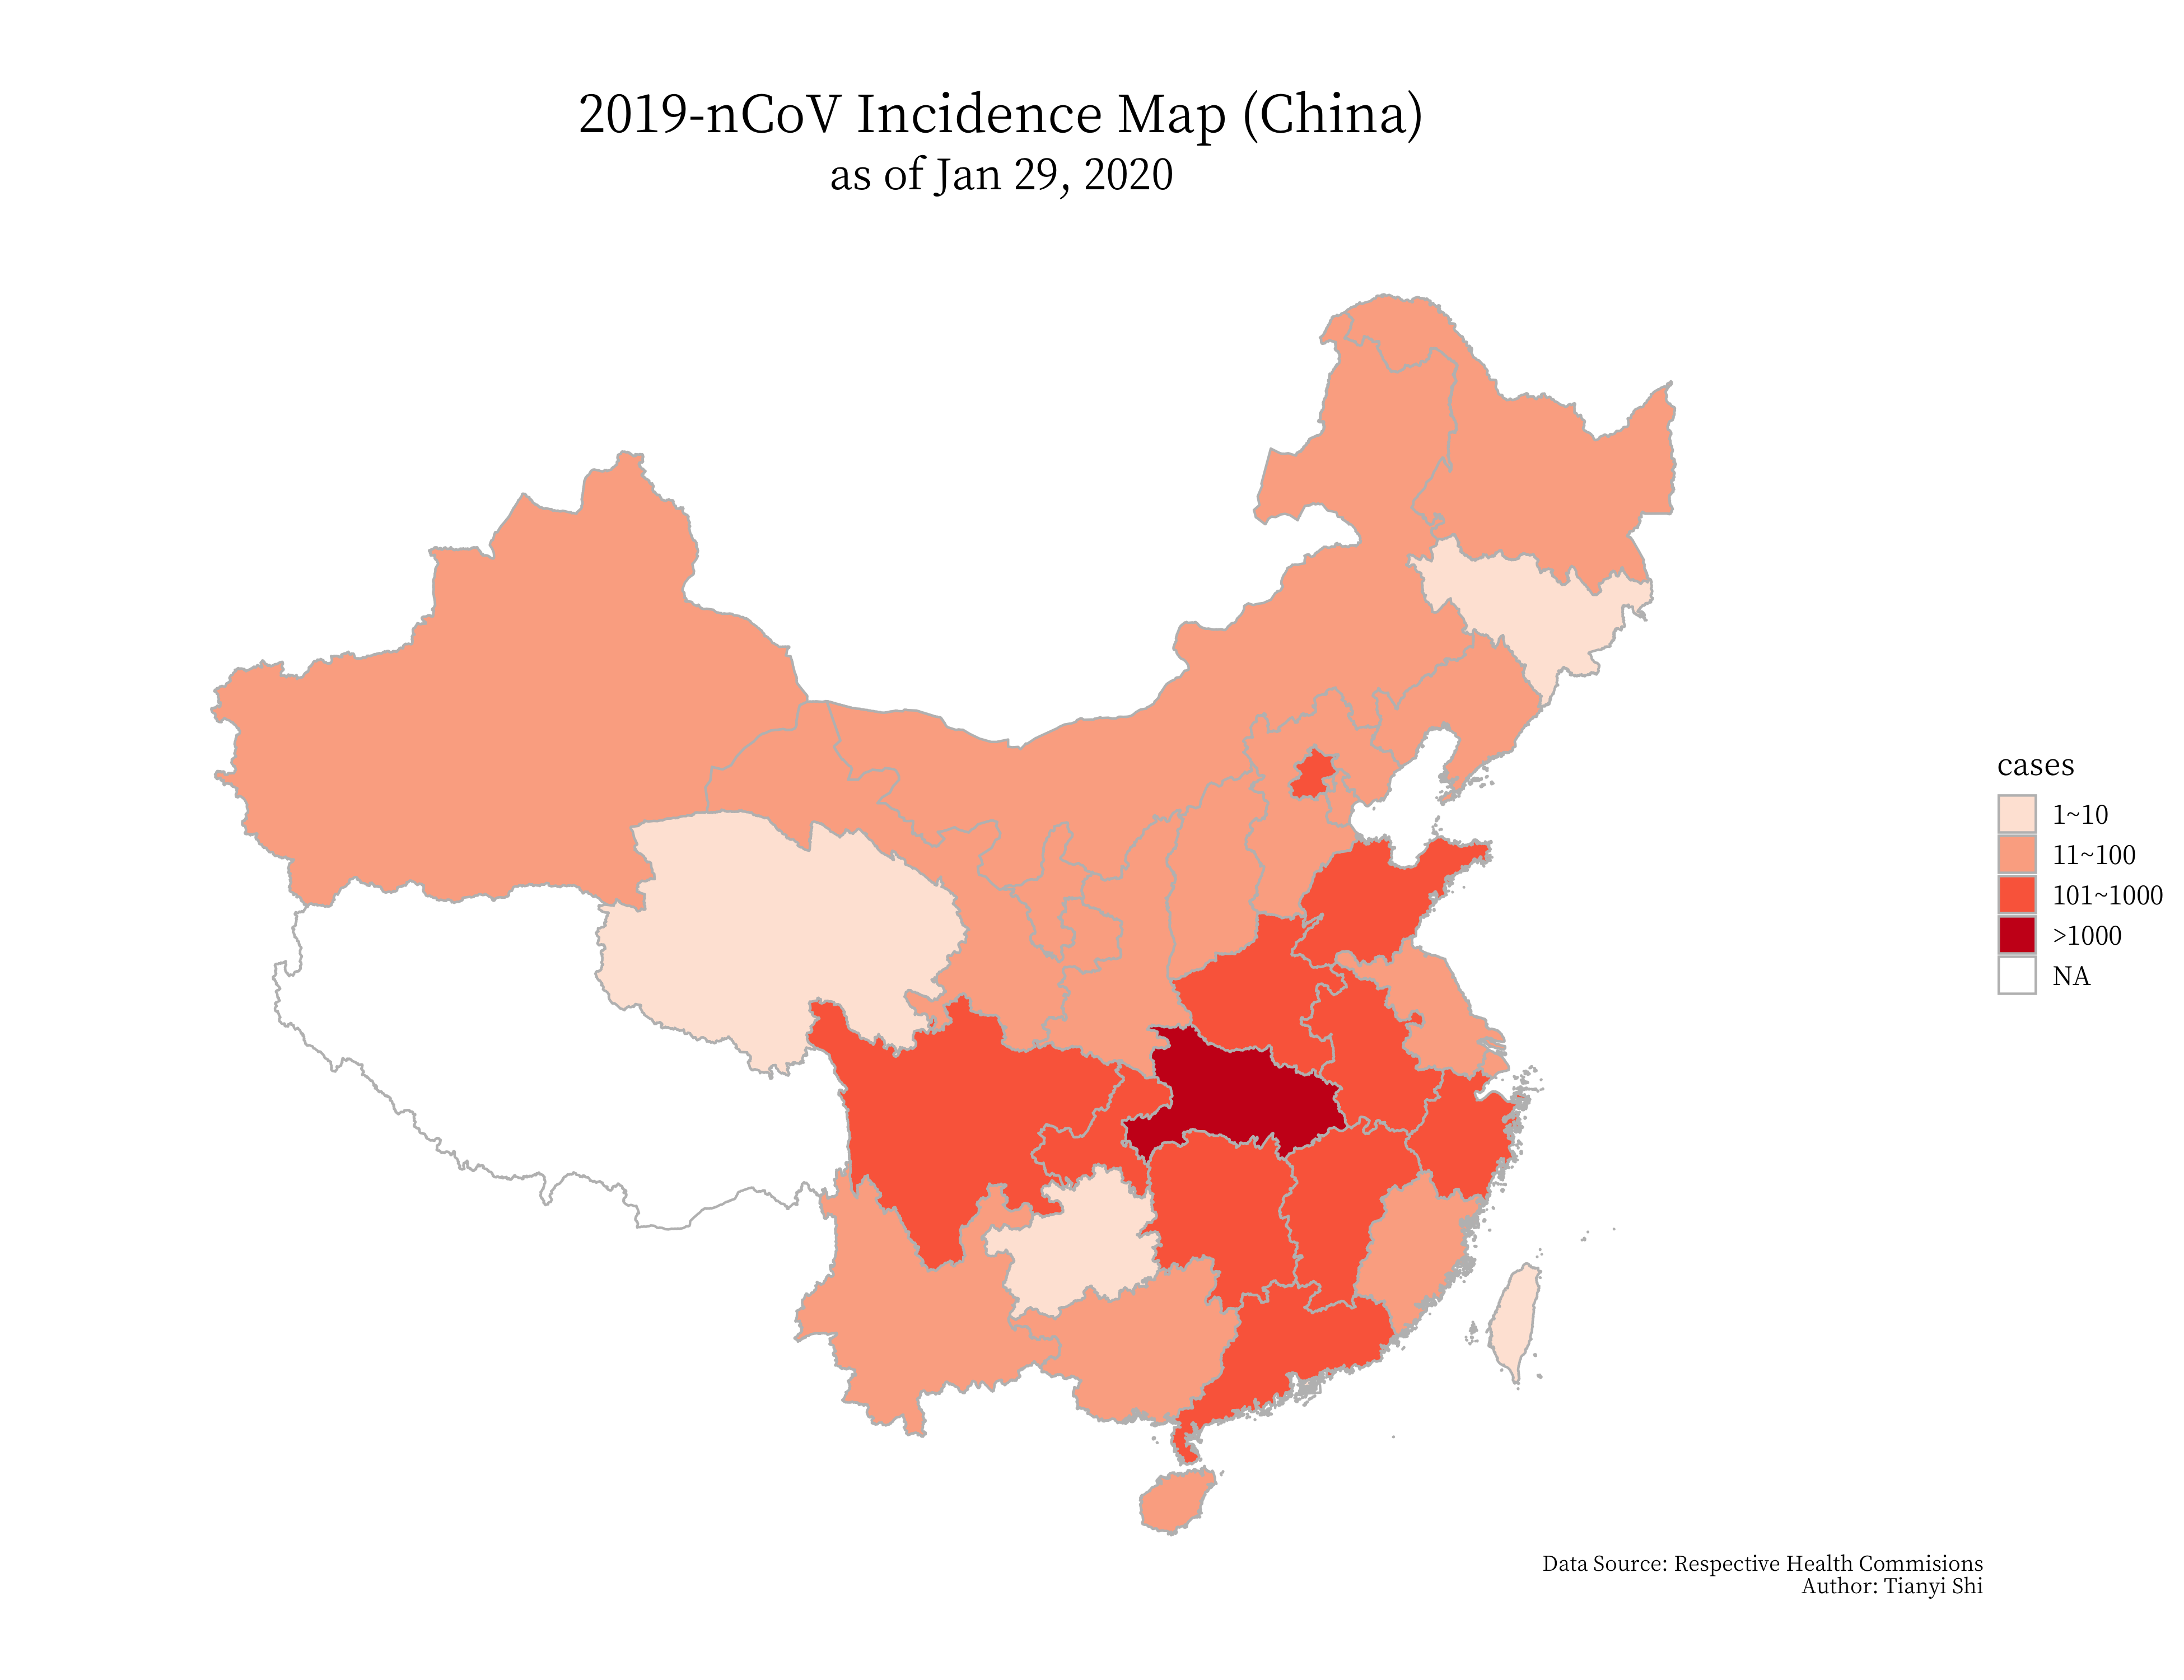 2019-nCoV Incidence Map (China)
as of Jan 29, 2020
cases
1~10
11~100
101~1000
>1000
NA
Data Source: Respective Health Commisions
Author: Tianyi Shi